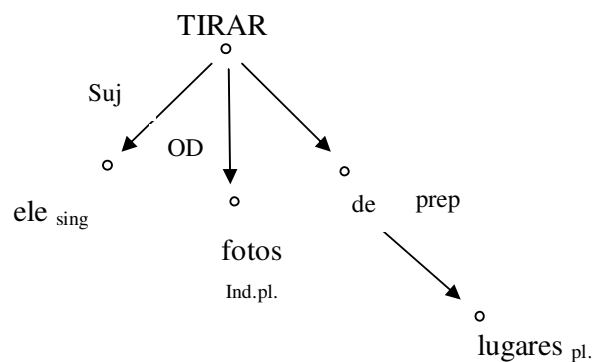 TIRAR
Suj
OD
ele sing
de prep
fotos
Ind.pl.
lugares pl.